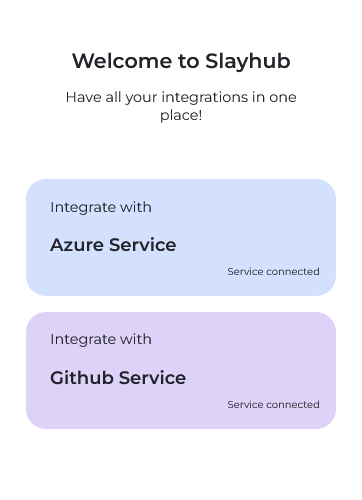 Welcome to Slayhub
Have all your integrations in one
place!
Integrate with
Azure Service
Service connected
Integrate with
Github Service
Service connected